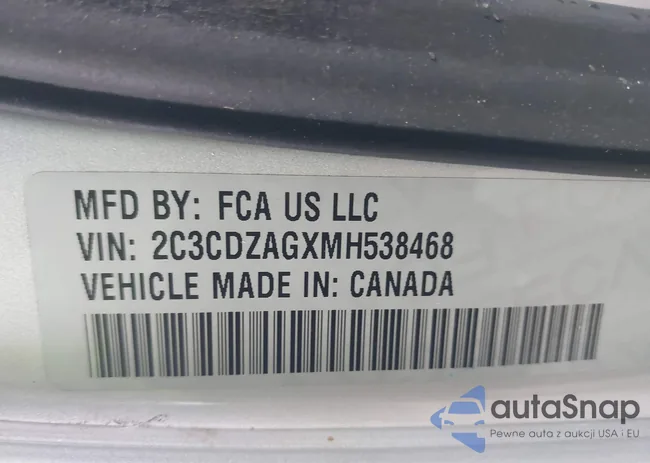 MFD BY: FCA US LLC
VIN: 2C3CDZAGXMH538468
VEHICLE MADE IN: CANADA
autaSnap
Pewne auta z aukcji USA i EU